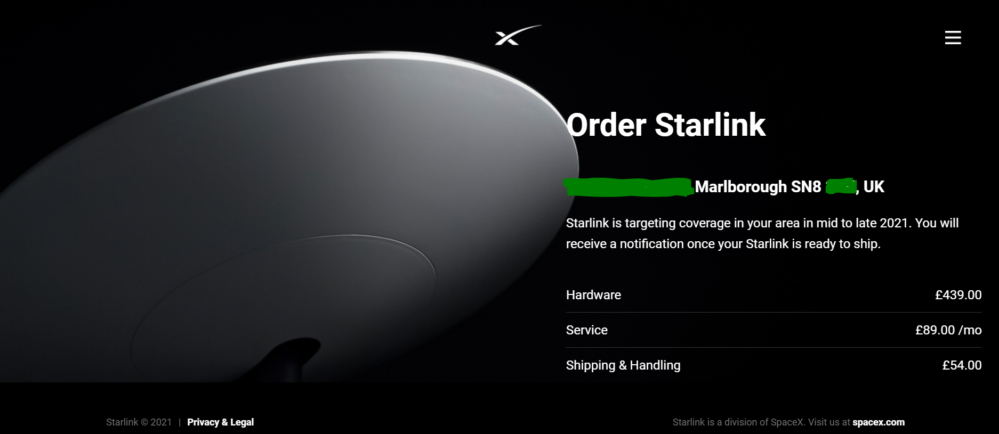 Order Starlink
Marlborough SN8 , UK
Starlink is targeting coverage in your area in mid to late 2021. You will
receive a notification once your Starlink is ready to ship.
Hardware £439.00
Service £89.00 /mo
Shipping & Handling £54.00
Starlink © 2021 | Privacy & Legal Starlink is a division of SpaceX. Visit us at spacex.com